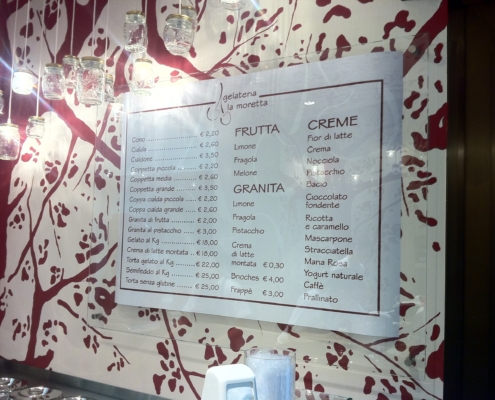 gelateria
la moretta
Cono € 2,20
€ 2,60
€ 3,50
Coppetta piccola € 2,20
Coppetta media € 2,60
Coppetta grande € 3,50
Coppa cialda piccola € 2,20
Coppa cialda grande € 2,60
Granita di frutta € 2,00
Granita al pistacchio € 3,00
Gelato al Kg € 18,00
Crema di latte montata € 18,00
Torta gelato al Kg € 22,00
Semifreddo al Kg € 25,00
Torta senza glutine € 25,00
FRUTTA
Limone
Fragola
Melone
GRANITA
Limone
Fragola
Pistacchio
Crema
di latte
montata € 0,30
Brioches € 4,00
Frappè € 3,00
CREME
Fior di latte
Crema
Nocciola
Pistacchio
Bacio
Cioccolato
fondente
Ricotta
e caramello
Mascarpone
Stracciatella
Mana Rosa
Yogurt naturale
Caffè
Prallinato